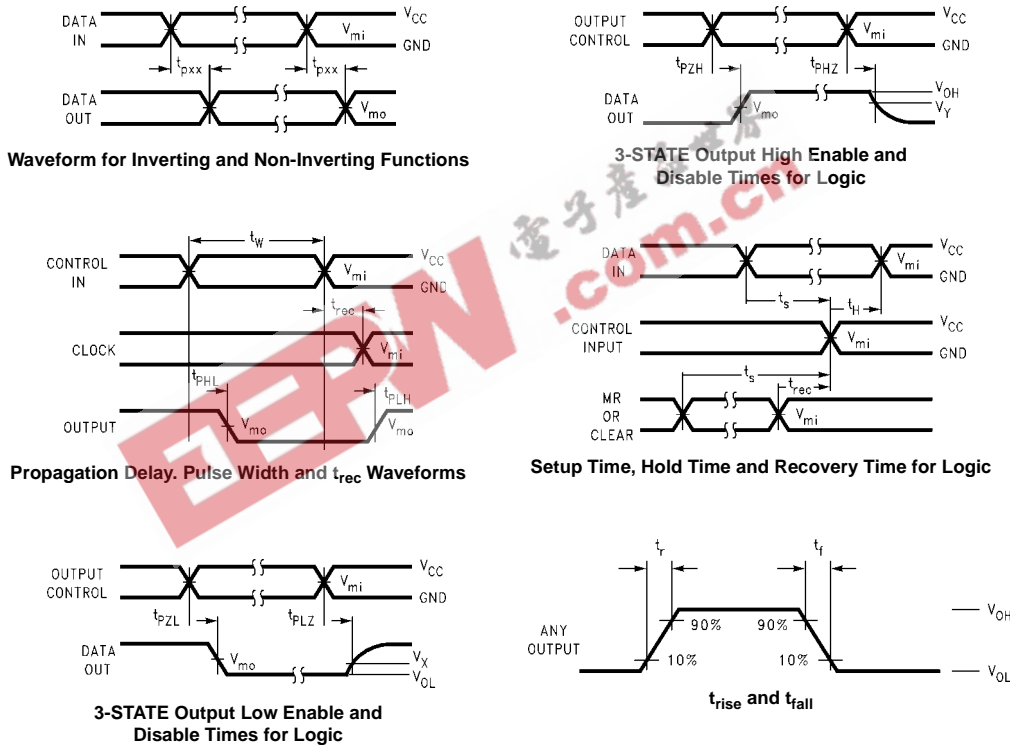 DATA IN
V_CC
V_mi
GND
t_pxx
t_pxx
DATA OUT
V_mo
Waveform for Inverting and Non-Inverting Functions
OUTPUT CONTROL
V_CC
V_mi
GND
t_PZH
t_PHZ
DATA OUT
V_mo
V_OH
V_Y
3-STATE Output High Enable and
Disable Times for Logic
CONTROL IN
t_W
V_CC
V_mi
GND
t_rec
CLOCK
V_mi
t_PHL
t_PLH
OUTPUT
V_mo
V_mo
Propagation Delay. Pulse Width and t_rec Waveforms
DATA IN
V_CC
V_mi
GND
t_s
t_H
CONTROL INPUT
V_CC
V_mi
GND
t_s
t_rec
MR OR CLEAR
V_mi
Setup Time, Hold Time and Recovery Time for Logic
OUTPUT CONTROL
V_CC
V_mi
GND
t_PZL
t_PLZ
DATA OUT
V_mo
V_X
V_OL
3-STATE Output Low Enable and
Disable Times for Logic
t_r
t_f
ANY OUTPUT
90%
90%
10%
10%
V_OH
V_OL
t_rise and t_fall
EEPW
.com.cn
電子產品世界